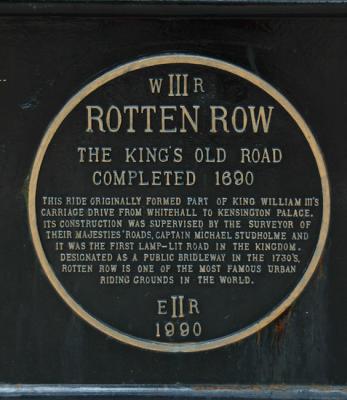 W III R
ROTTEN ROW
THE KING'S OLD ROAD
COMPLETED 1690
THIS RIDE ORIGINALLY FORMED PART OF KING WILLIAM III'S
CARRIAGE DRIVE FROM WHITEHALL TO KENSINGTON PALACE.
ITS CONSTRUCTION WAS SUPERVISED BY THE SURVEYOR OF
THEIR MAJESTIES' ROADS, CAPTAIN MICHAEL STUDHOLME AND
IT WAS THE FIRST LAMP-LIT ROAD IN THE KINGDOM.
DESIGNATED AS A PUBLIC BRIDLEWAY IN THE 1730'S,
ROTTEN ROW IS ONE OF THE MOST FAMOUS URBAN
RIDING GROUNDS IN THE WORLD.
E II R
1990